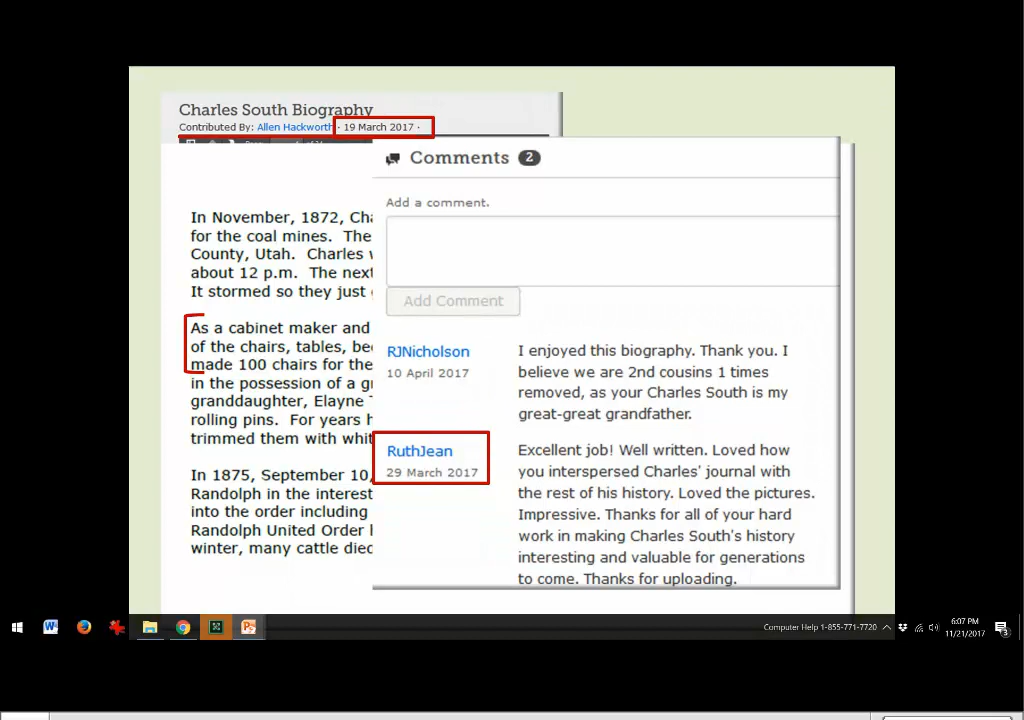 Charles South Biography
Contributed By: Allen Hackworth · 19 March 2017 ·
Comments 2
Add a comment.
Add Comment
In November, 1872, Cha
for the coal mines. The
County, Utah. Charles w
about 12 p.m. The next
It stormed so they just
As a cabinet maker and
of the chairs, tables, bed
made 100 chairs for the
in the possession of a gr
granddaughter, Elayne T
rolling pins. For years h
trimmed them with whit
In 1875, September 10,
Randolph in the interest
into the order including
Randolph United Order
winter, many cattle died
RJNicholson
10 April 2017
I enjoyed this biography. Thank you. I
believe we are 2nd cousins 1 times
removed, as your Charles South is my
great-great grandfather.
RuthJean
29 March 2017
Excellent job! Well written. Loved how
you interspersed Charles' journal with
the rest of his history. Loved the pictures.
Impressive. Thanks for all of your hard
work in making Charles South's history
interesting and valuable for generations
to come. Thanks for uploading.
Computer Help 1-855-771-7720
6:07 PM
11/21/2017
3